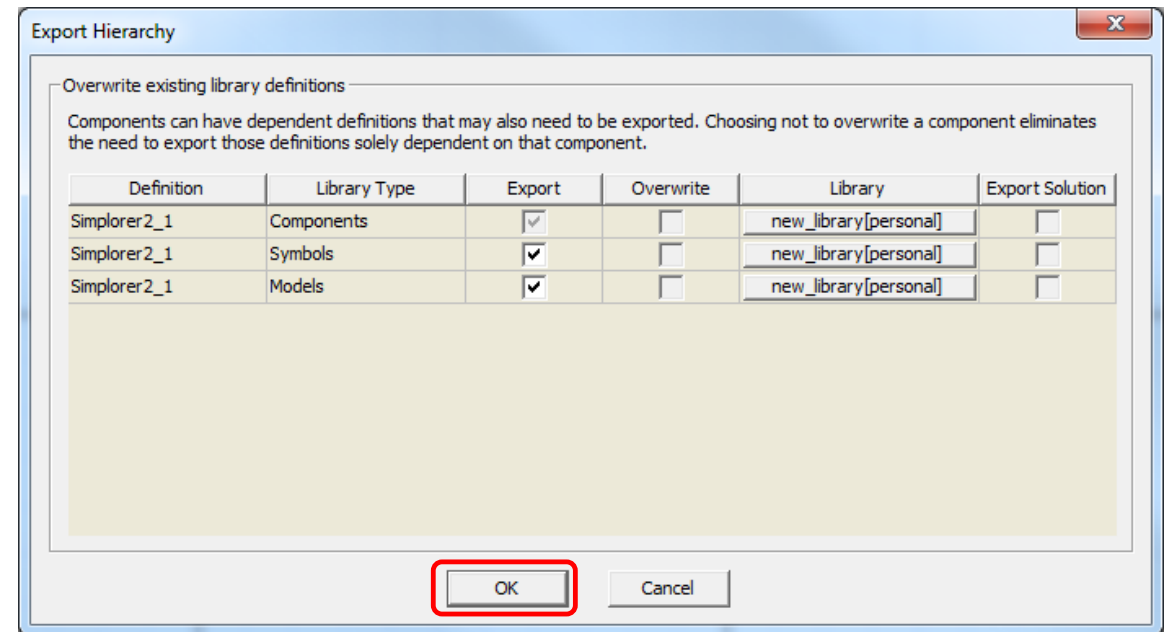 Export Hierarchy
Overwrite existing library definitions
Components can have dependent definitions that may also need to be exported. Choosing not to overwrite a component eliminates
the need to export those definitions solely dependent on that component.
Definition Library Type Export Overwrite Library Export Solution
Simplorer2_1 Components new_library[personal]
Simplorer2_1 Symbols new_library[personal]
Simplorer2_1 Models new_library[personal]
OK Cancel